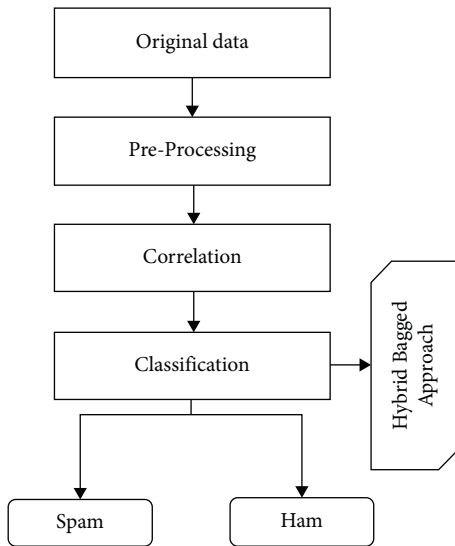 Original data
Pre-Processing
Correlation
Classification
Hybrid Bagged
Approach
Spam
Ham